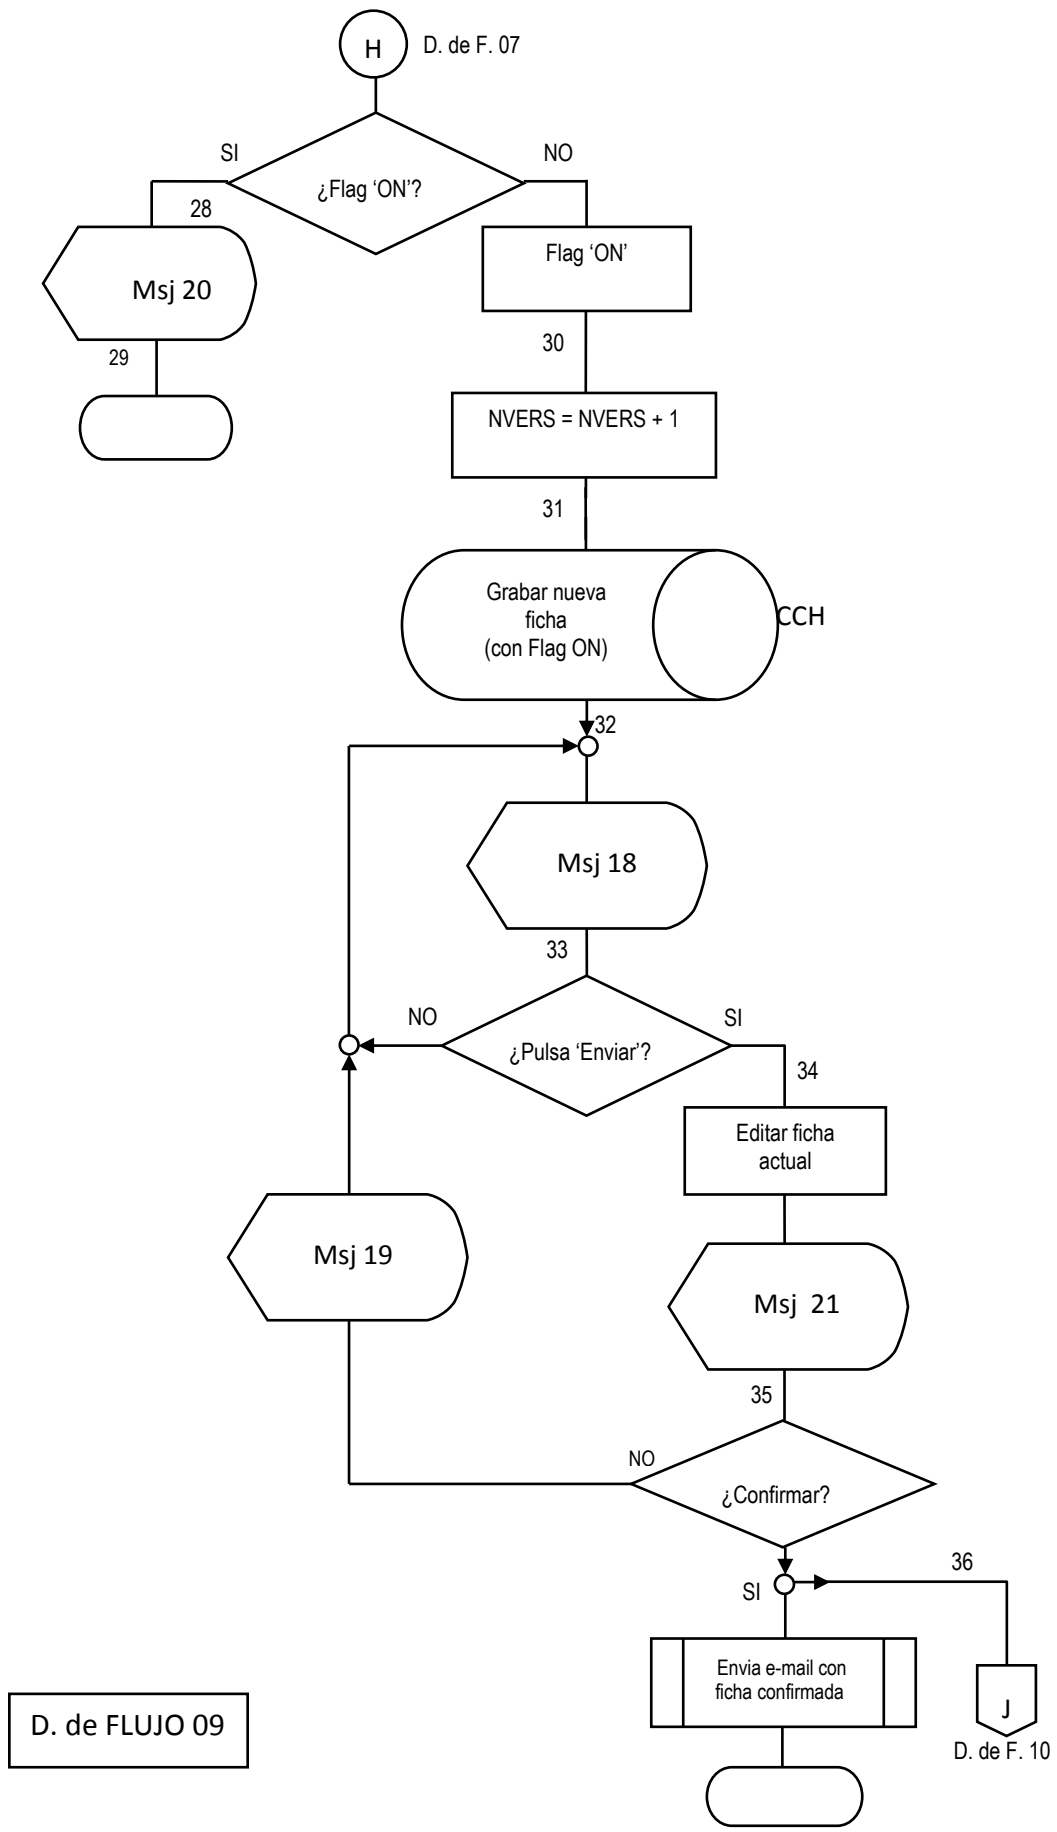 H
D. de F. 07
SI
NO
¿Flag ‘ON’?
28
Msj 20
Flag ‘ON’
29
30
NVERS = NVERS + 1
31
Grabar nueva
ficha
(con Flag ON)
CCH
32
Msj 18
33
NO
SI
¿Pulsa ‘Enviar’?
34
Editar ficha
actual
Msj 19
Msj  21
35
NO
¿Confirmar?
36
SI
Envia e-mail con
ficha confirmada
J
D. de FLUJO 09
D. de F. 10